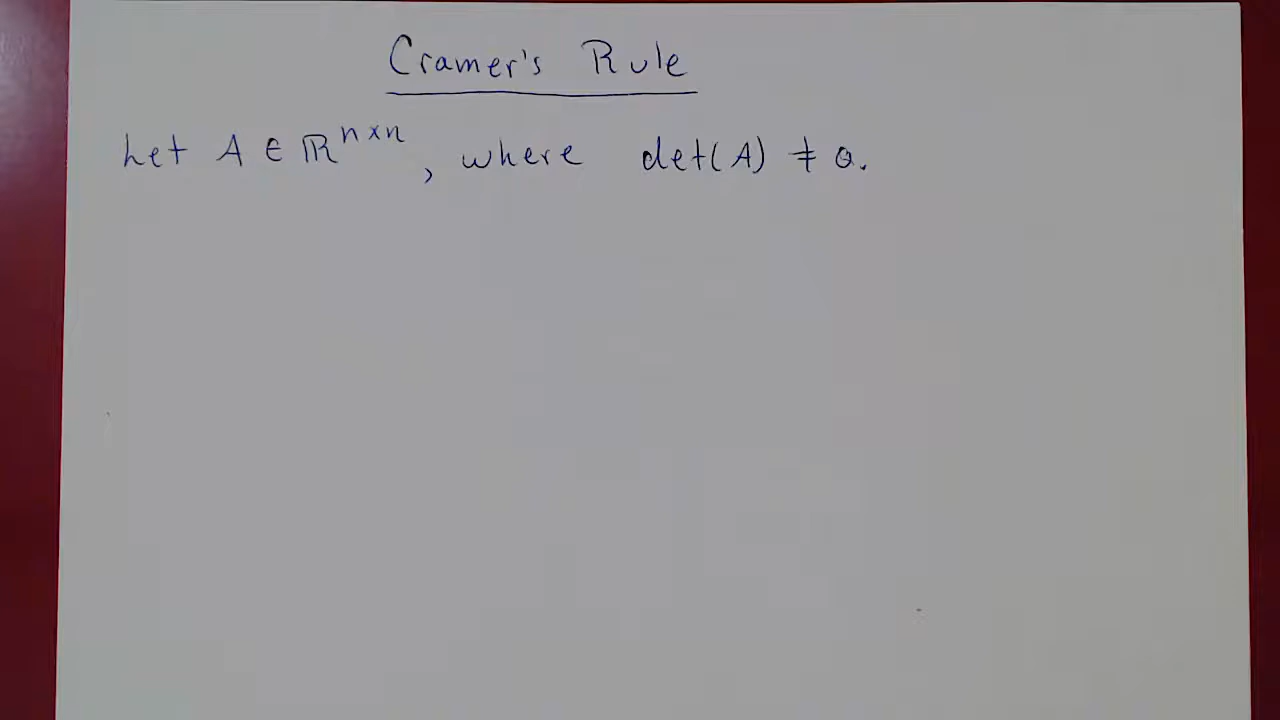 Cramer's Rule
Let A ∈ ℝ^{n×n}, where det(A) ≠ 0.